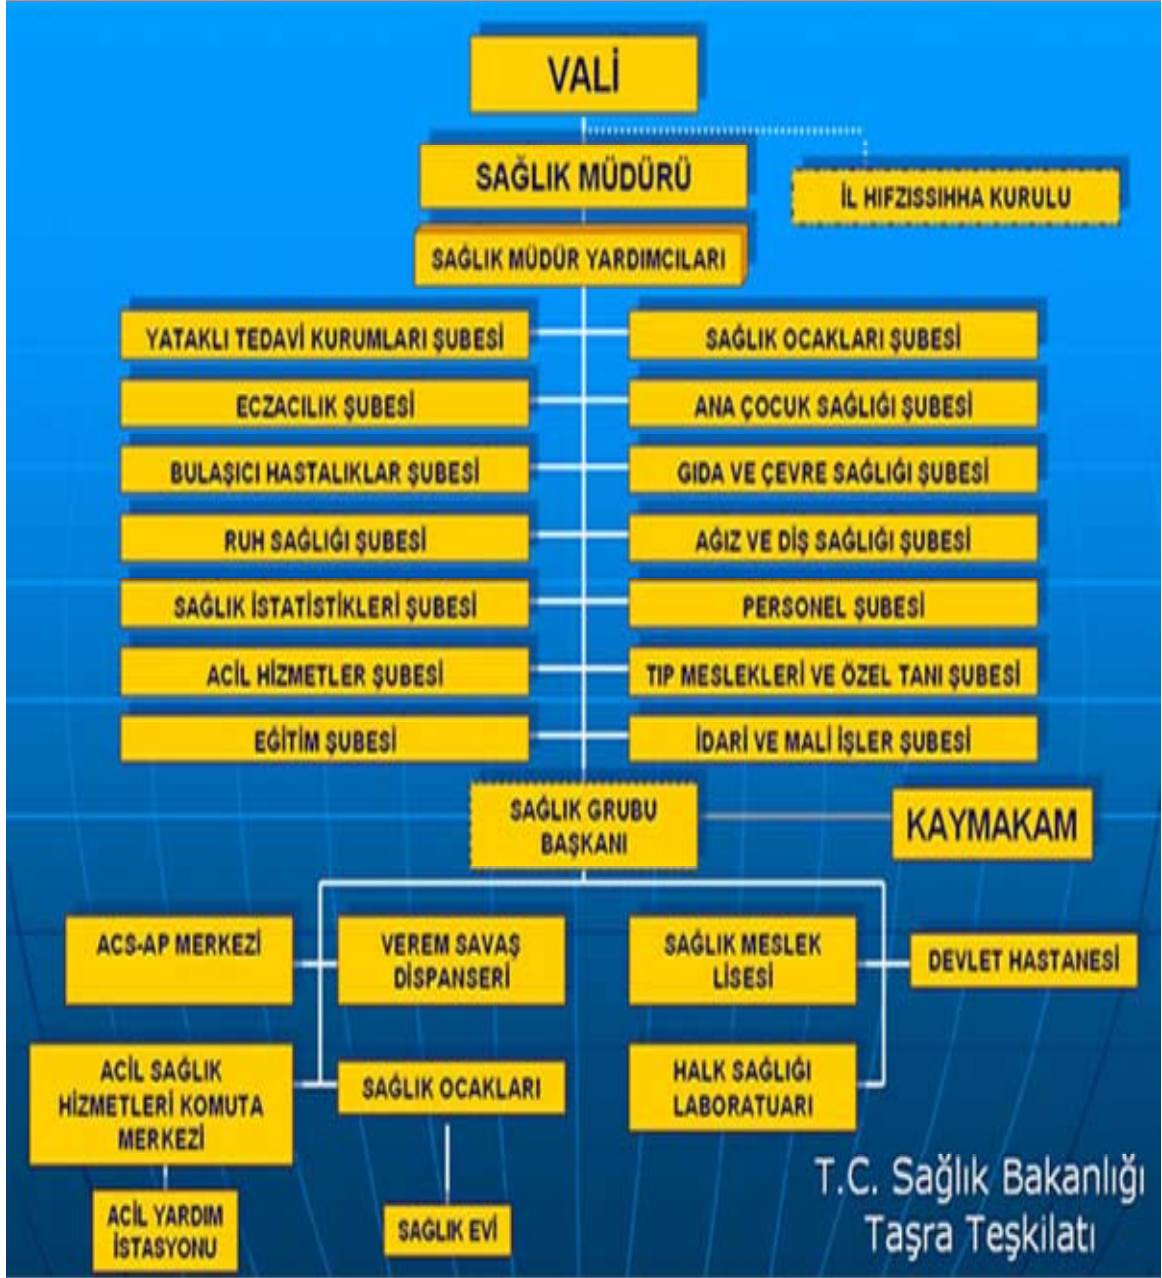 VALİ
SAĞLIK MÜDÜRÜ
İL HIFZISSIHHA KURULU
SAĞLIK MÜDÜR YARDIMCILARI
YATAKLI TEDAVİ KURUMLARI ŞUBESİ
SAĞLIK OCAKLARI ŞUBESİ
ECZACILIK ŞUBESİ
ANA ÇOCUK SAĞLIĞI ŞUBESİ
BULAŞICI HASTALIKLAR ŞUBESİ
GIDA VE ÇEVRE SAĞLIĞI ŞUBESİ
RUH SAĞLIĞI ŞUBESİ
AĞIZ VE DİŞ SAĞLIĞI ŞUBESİ
SAĞLIK İSTATİSTİKLERİ ŞUBESİ
PERSONEL ŞUBESİ
ACİL HİZMETLER ŞUBESİ
TIP MESLEKLERİ VE ÖZEL TANI ŞUBESİ
EĞİTİM ŞUBESİ
İDARİ VE MALİ İŞLER ŞUBESİ
SAĞLIK GRUBU
BAŞKANI
KAYMAKAM
ACS-AP MERKEZİ
VEREM SAVAŞ
DİSPANSERİ
SAĞLIK MESLEK
LİSESİ
DEVLET HASTANESİ
ACİL SAĞLIK
HİZMETLERİ KOMUTA
MERKEZİ
SAĞLIK OCAKLARI
HALK SAĞLIĞI
LABORATUARI
ACİL YARDIM
İSTASYONU
SAĞLIK EVİ
T.C. Sağlık Bakanlığı
Taşra Teşkilatı